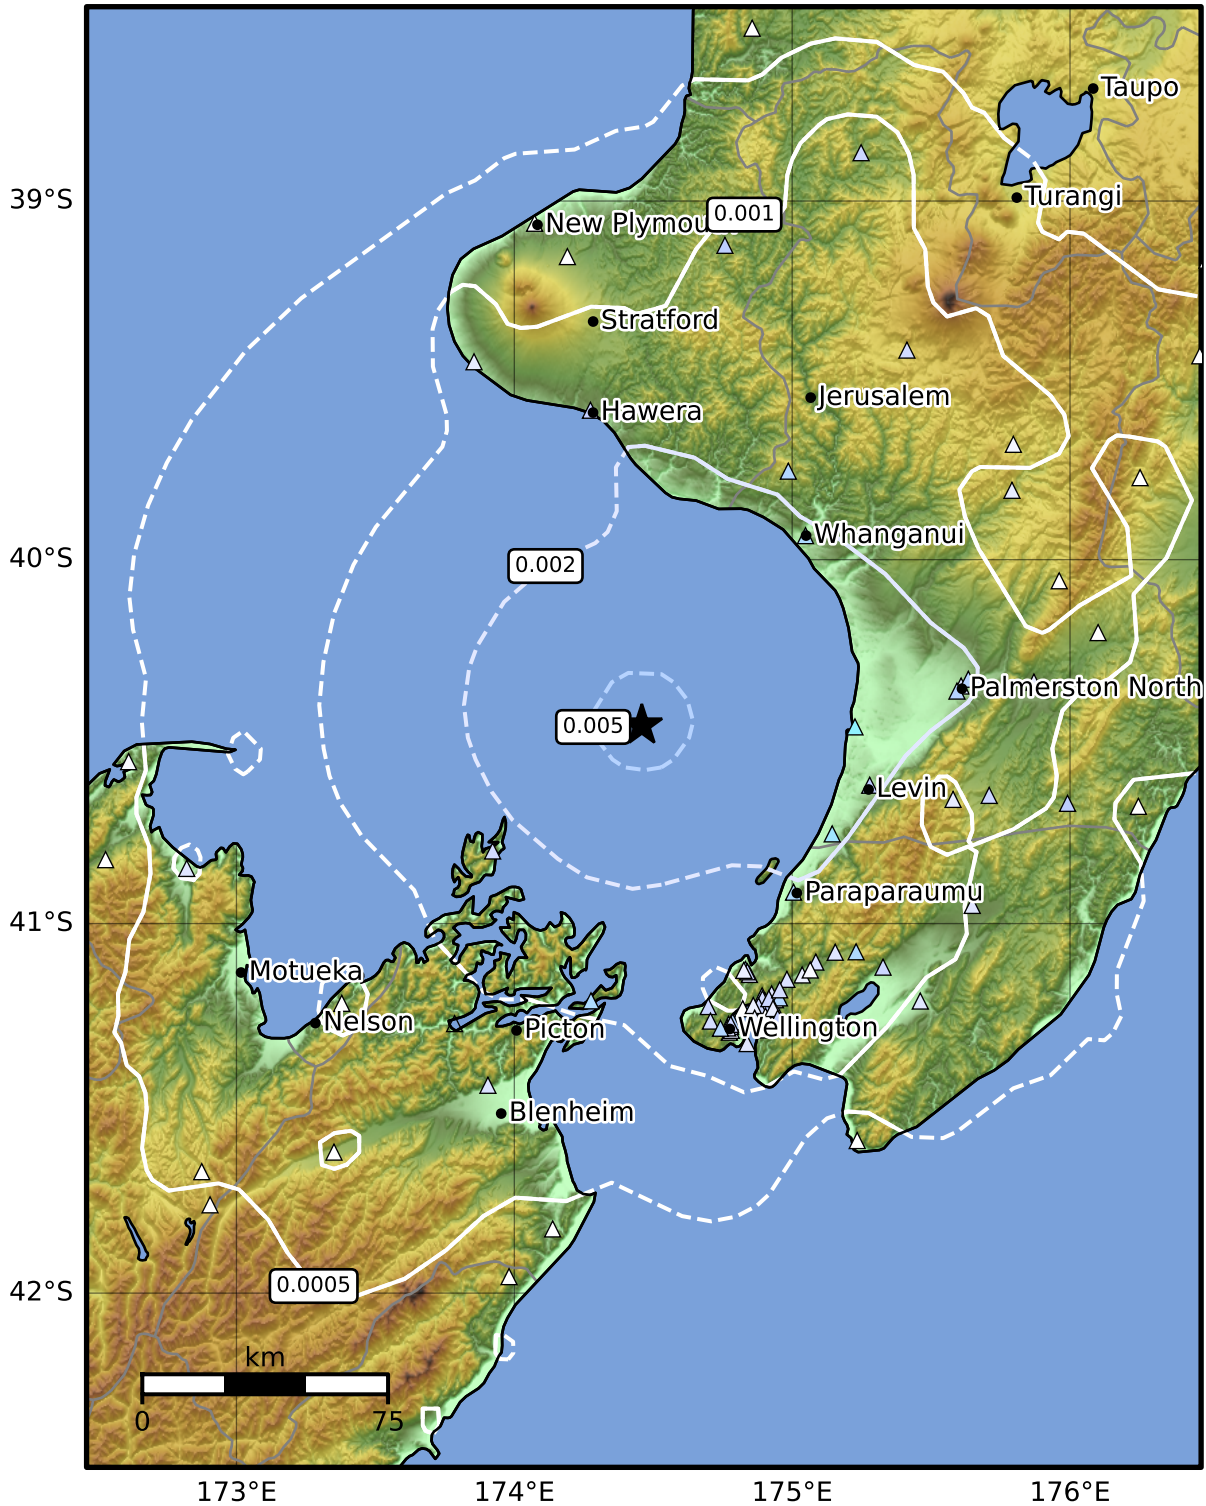 Taupo
39°S
Turangi
0.001
New Plymou
Stratford
Jerusalem
Hawera
Whanganui
40°S
0.002
Palmerston North
0.005
Levin
Paraparaumu
41°S
Motueka
Nelson
Picton
Wellington
Blenheim
42°S
0.0005
km
0
75
173°E
174°E
175°E
176°E